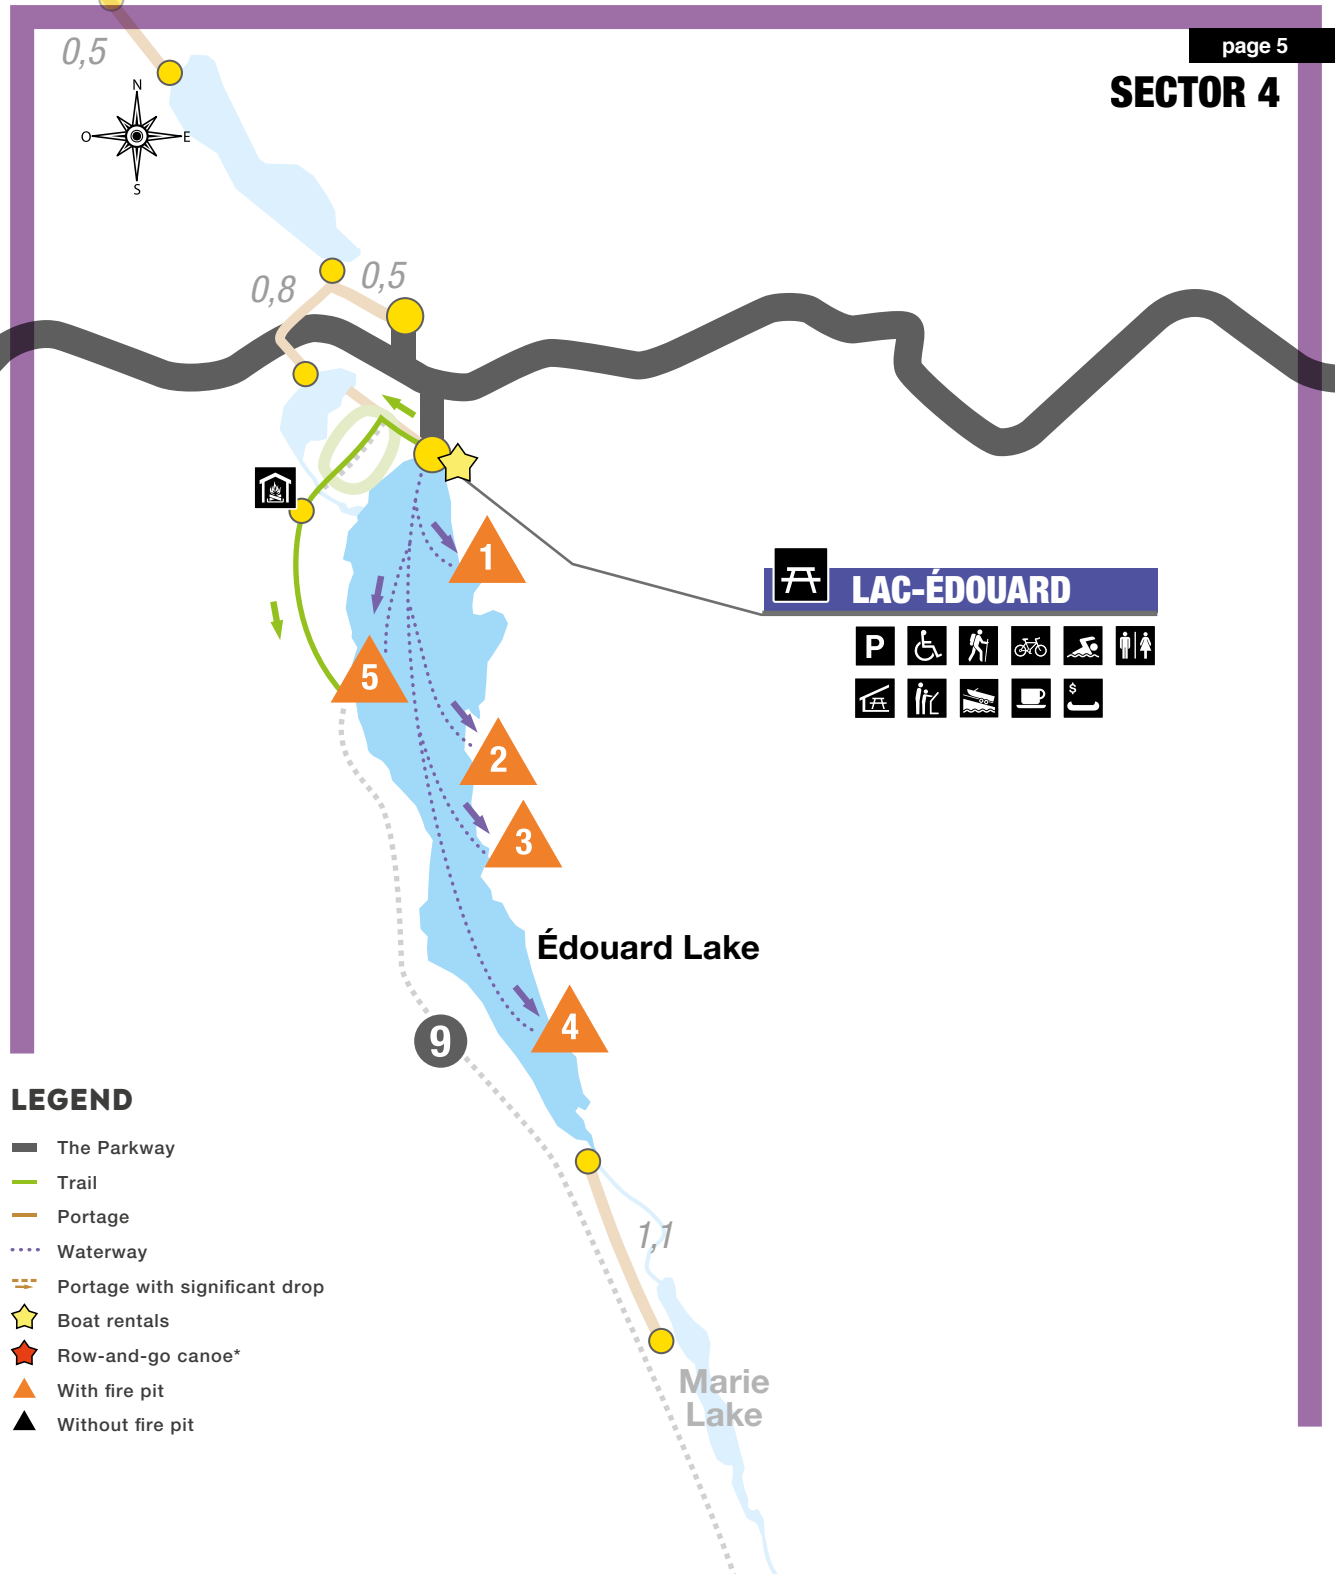 page 5
SECTOR 4
0,5
N
O
E
S
0,8
0,5
1
LAC-ÉDOUARD
P
$
5
2
3
Édouard Lake
4
9
LEGEND
The Parkway
Trail
Portage
Waterway
Portage with significant drop
Boat rentals
Row-and-go canoe*
With fire pit
Without fire pit
1,1
Marie
Lake